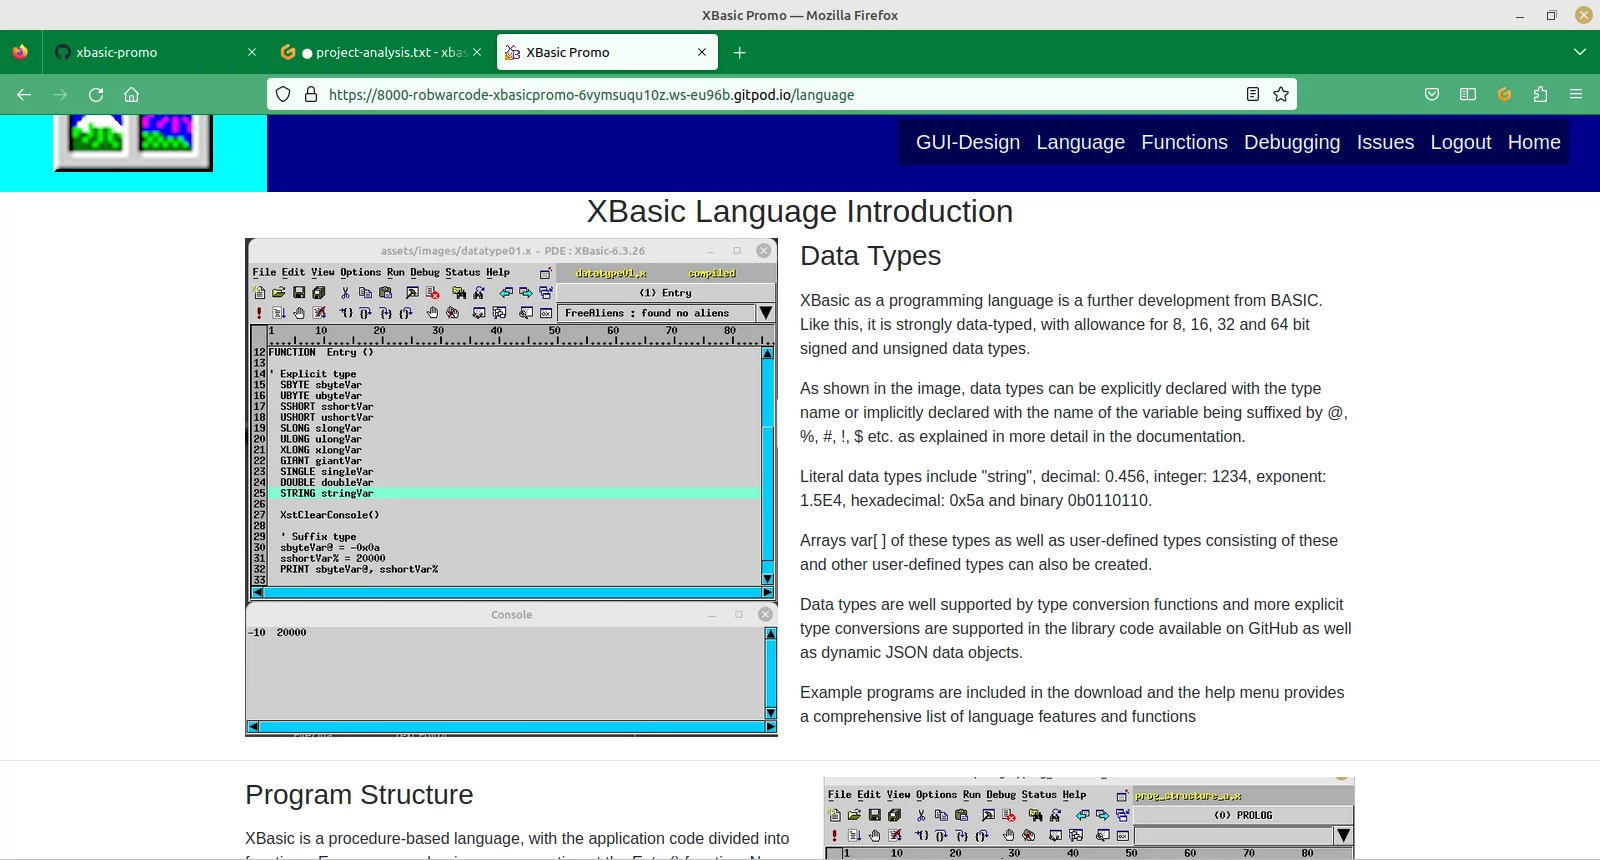 XBasic Promo — Mozilla Firefox
xbasic-promo
project-analysis.txt - xbas
XBasic Promo
https://8000-robwarcode-xbasicpromo-6vymsuqu10z.ws-eu96b.gitpod.io/language
GUI-Design Language Functions Debugging Issues Logout Home
XBasic Language Introduction
assets/images/datatype01.x - PDE : XBasic-6.3.26
File Edit View Options Run Debug Status Help
datatype01.x compiled
(1) Entry
FreeAliens : found no aliens
1 10 20 30 40 50 60 70 80
12 FUNCTION Entry ()
13
14 ' Explicit type
15 SBYTE sbyteVar
16 UBYTE ubyteVar
17 SSHORT sshortVar
18 USHORT ushortVar
19 SLONG slongVar
20 ULONG ulongVar
21 XLONG xlongVar
22 GIANT giantVar
23 SINGLE singleVar
24 DOUBLE doubleVar
25 STRING stringVar
26
27 XstClearConsole()
28
29 ' Suffix type
30 sbyteVar@ = -0x0a
31 sshortVar% = 20000
32 PRINT sbyteVar@, sshortVar%
33
Console
-10 20000
Data Types
XBasic as a programming language is a further development from BASIC.
Like this, it is strongly data-typed, with allowance for 8, 16, 32 and 64 bit
signed and unsigned data types.
As shown in the image, data types can be explicitly declared with the type
name or implicitly declared with the name of the variable being suffixed by @,
%, #, !, $ etc. as explained in more detail in the documentation.
Literal data types include "string", decimal: 0.456, integer: 1234, exponent:
1.5E4, hexadecimal: 0x5a and binary 0b0110110.
Arrays var[ ] of these types as well as user-defined types consisting of these
and other user-defined types can also be created.
Data types are well supported by type conversion functions and more explicit
type conversions are supported in the library code available on GitHub as well
as dynamic JSON data objects.
Example programs are included in the download and the help menu provides
a comprehensive list of language features and functions
Program Structure
XBasic is a procedure-based language, with the application code divided into
File Edit View Options Run Debug Status Help
prog_structure_a.x
(0) PROLOG
1 10 20 30 40 50 60 70 80